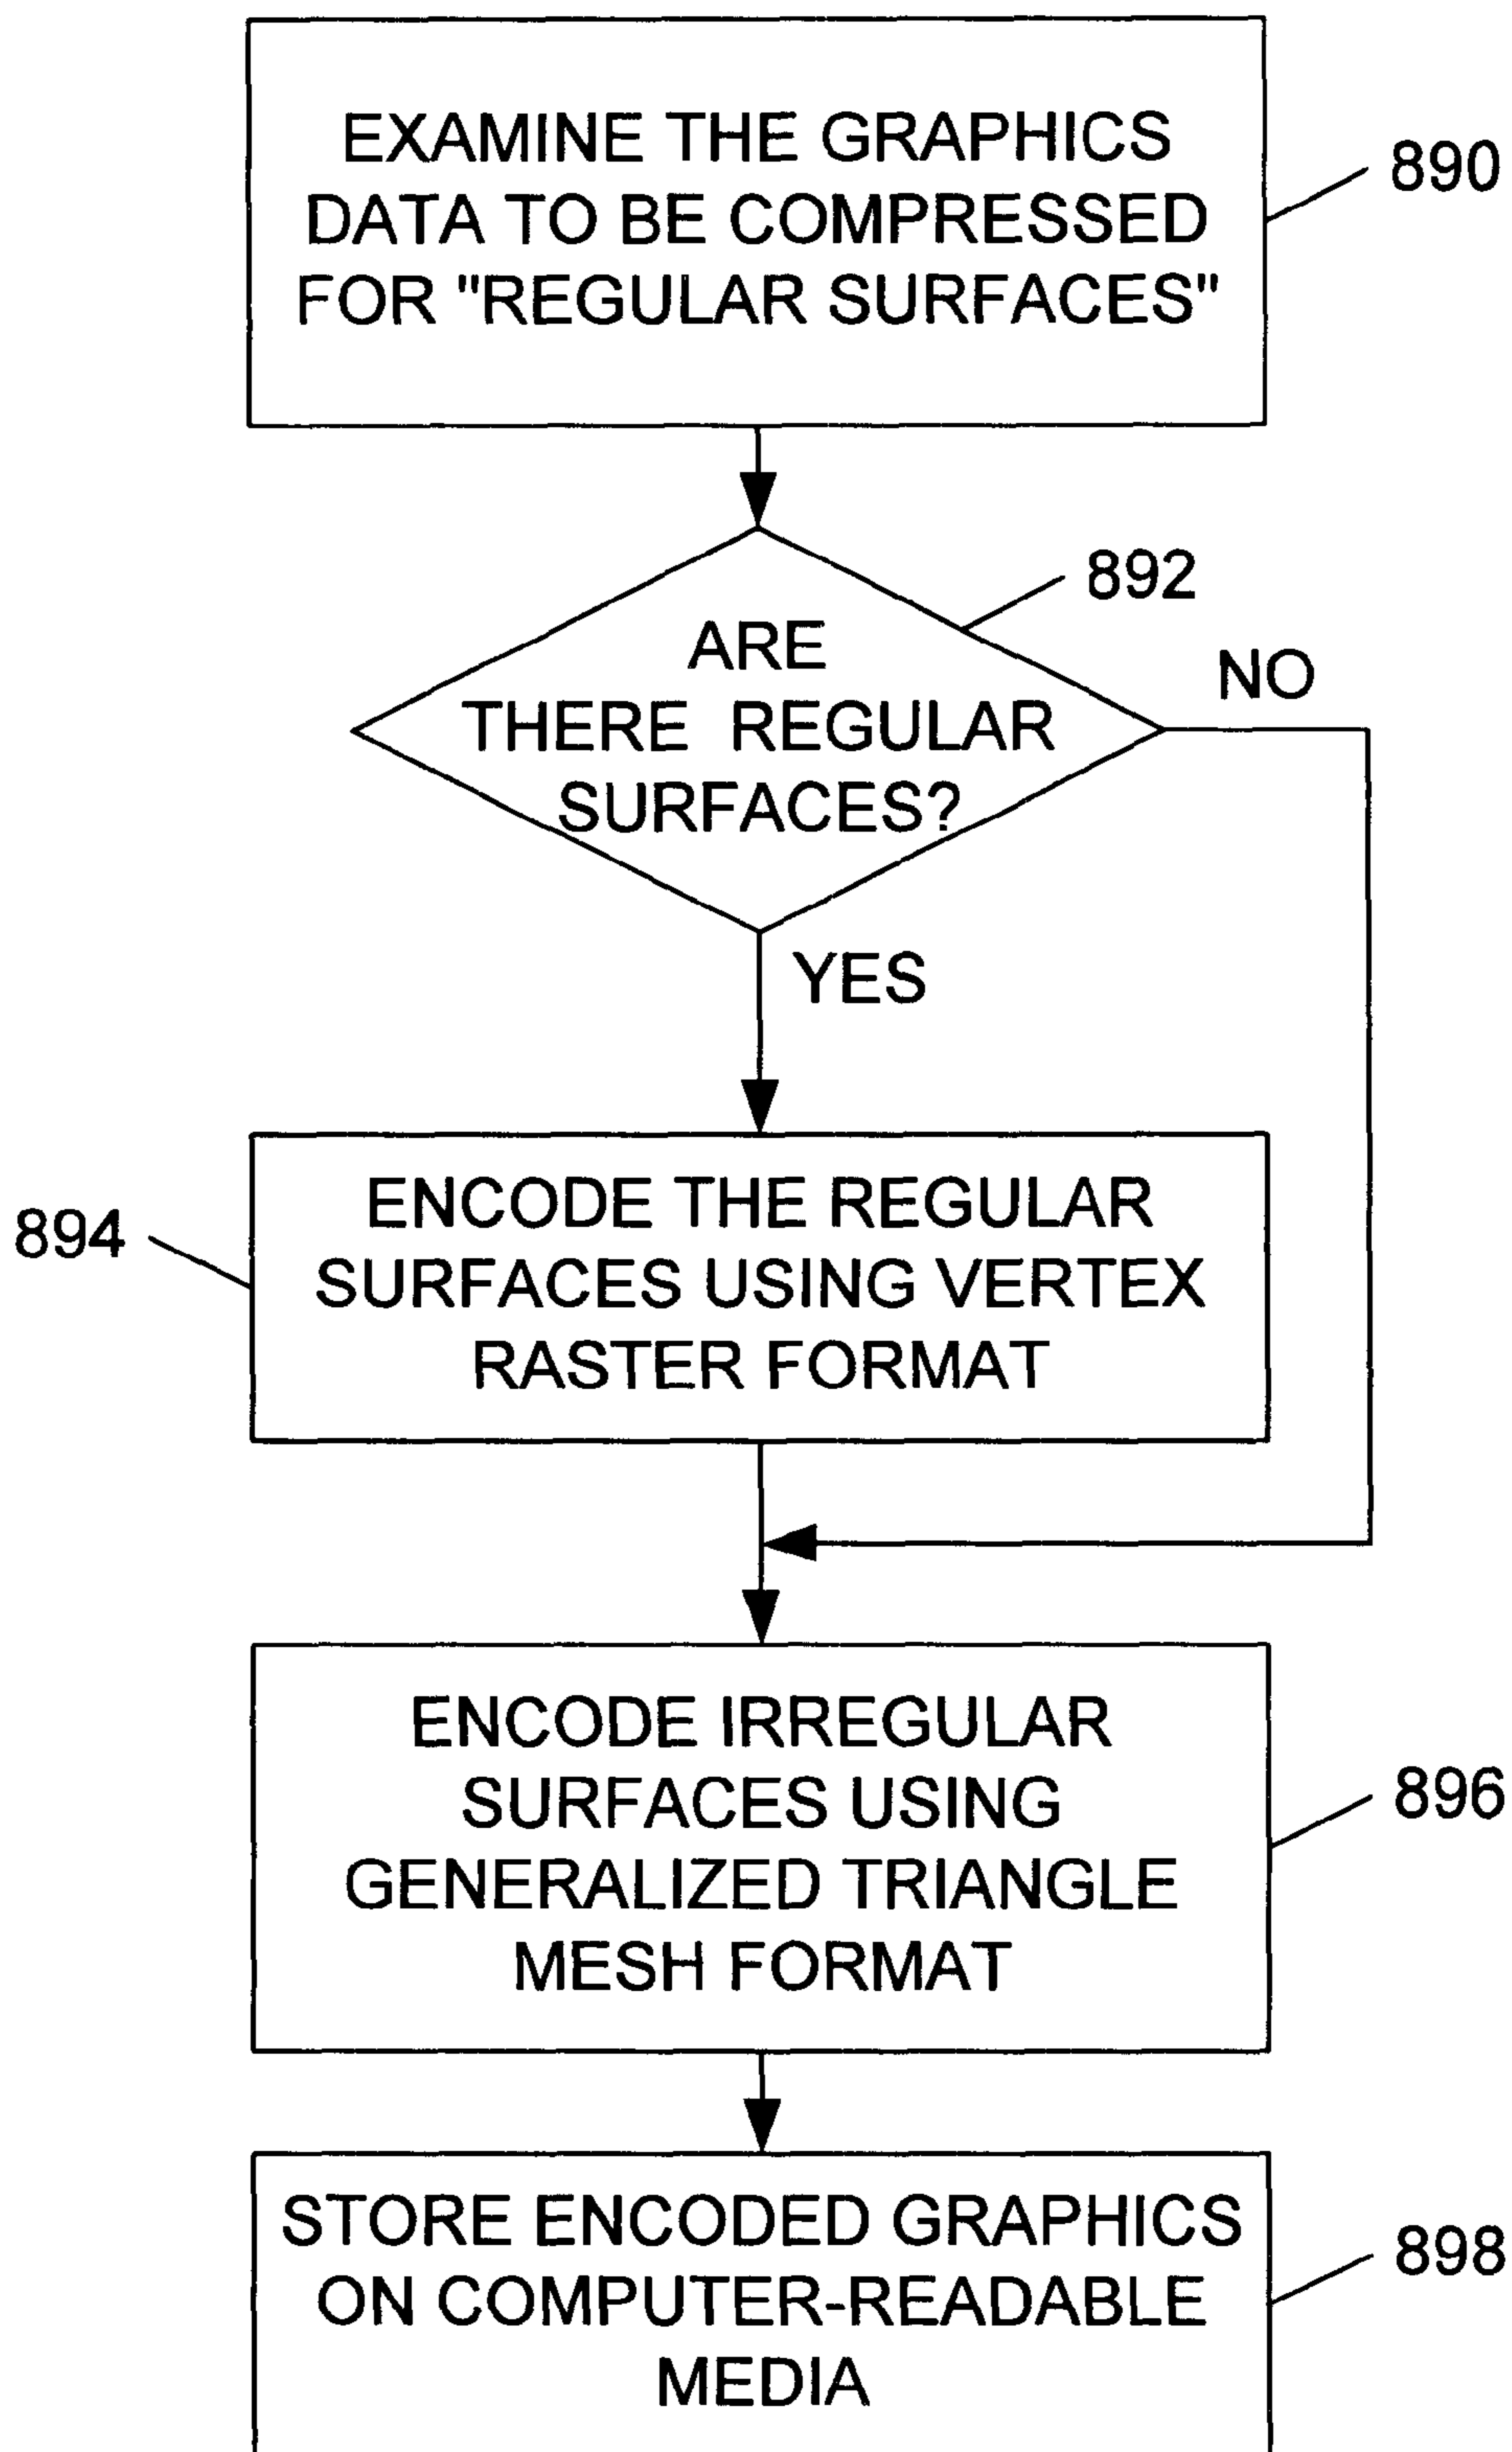 EXAMINE THE GRAPHICS
DATA TO BE COMPRESSED
FOR "REGULAR SURFACES"
890
892
ARE
THERE REGULAR
SURFACES?
NO
YES
894
ENCODE THE REGULAR
SURFACES USING VERTEX
RASTER FORMAT
ENCODE IRREGULAR
SURFACES USING
GENERALIZED TRIANGLE
MESH FORMAT
896
STORE ENCODED GRAPHICS
ON COMPUTER-READABLE
MEDIA
898